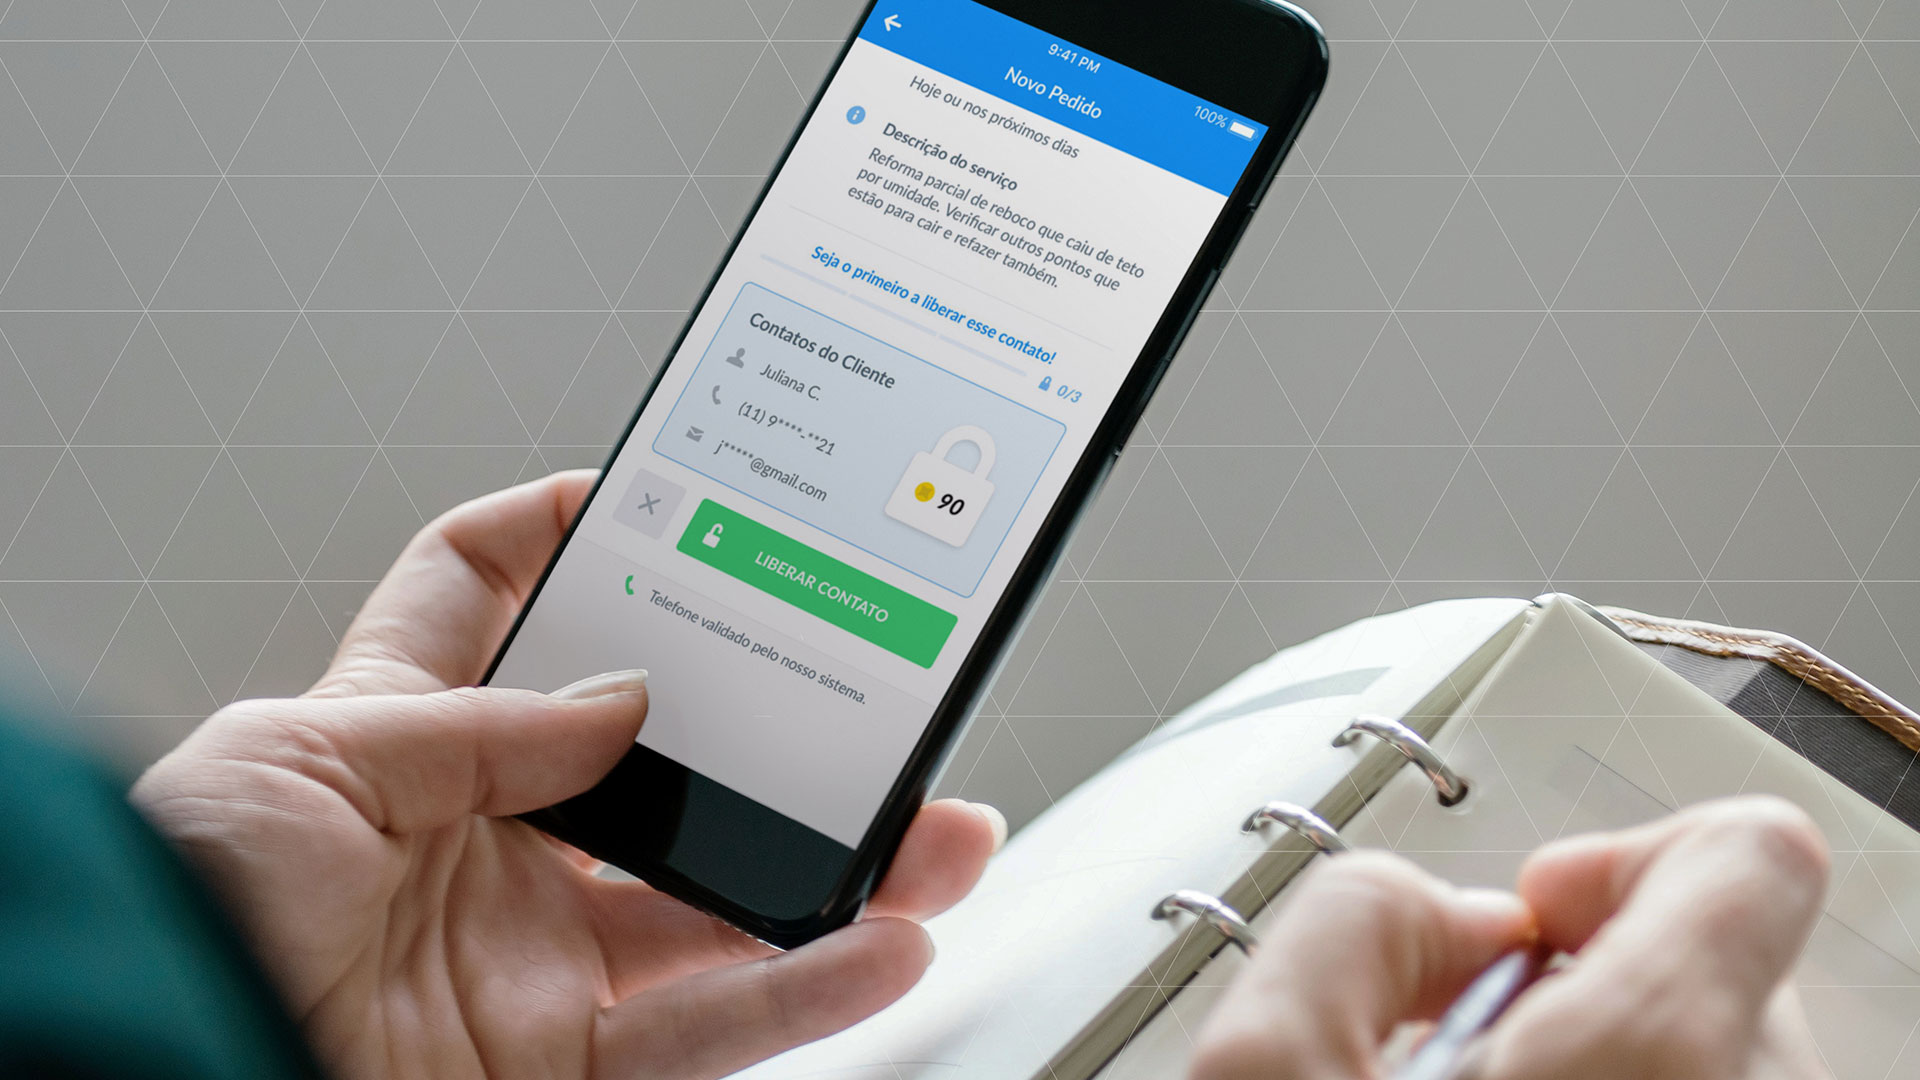 9:41 PM
100%
Novo Pedido
Hoje ou nos próximos dias
Descrição do serviço
Reforma parcial de reboco que caiu de teto
por umidade. Verificar outros pontos que
estão para cair e refazer também.
Seja o primeiro a liberar esse contato!
0/3
Contatos do Cliente
Juliana C.
(11) 9****-**21
j*****@gmail.com
90
LIBERAR CONTATO
Telefone validado pelo nosso sistema.